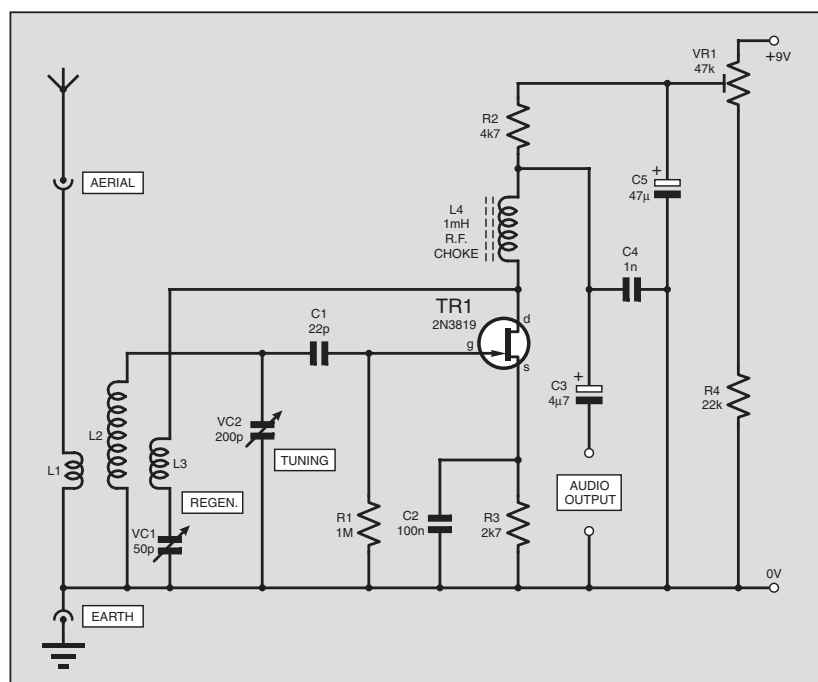 VR1
47k
+9V
R2
4k7
AERIAL
L4
1mH
R.F.
CHOKE
C5
47µ
+
C4
1n
TR1
2N3819
d
g
s
C1
22p
C3
4µ7
+
R4
22k
L2
VC2
200p
L1
L3
TUNING
REGEN.
AUDIO
OUTPUT
VC1
50p
R1
1M
C2
100n
R3
2k7
0V
EARTH